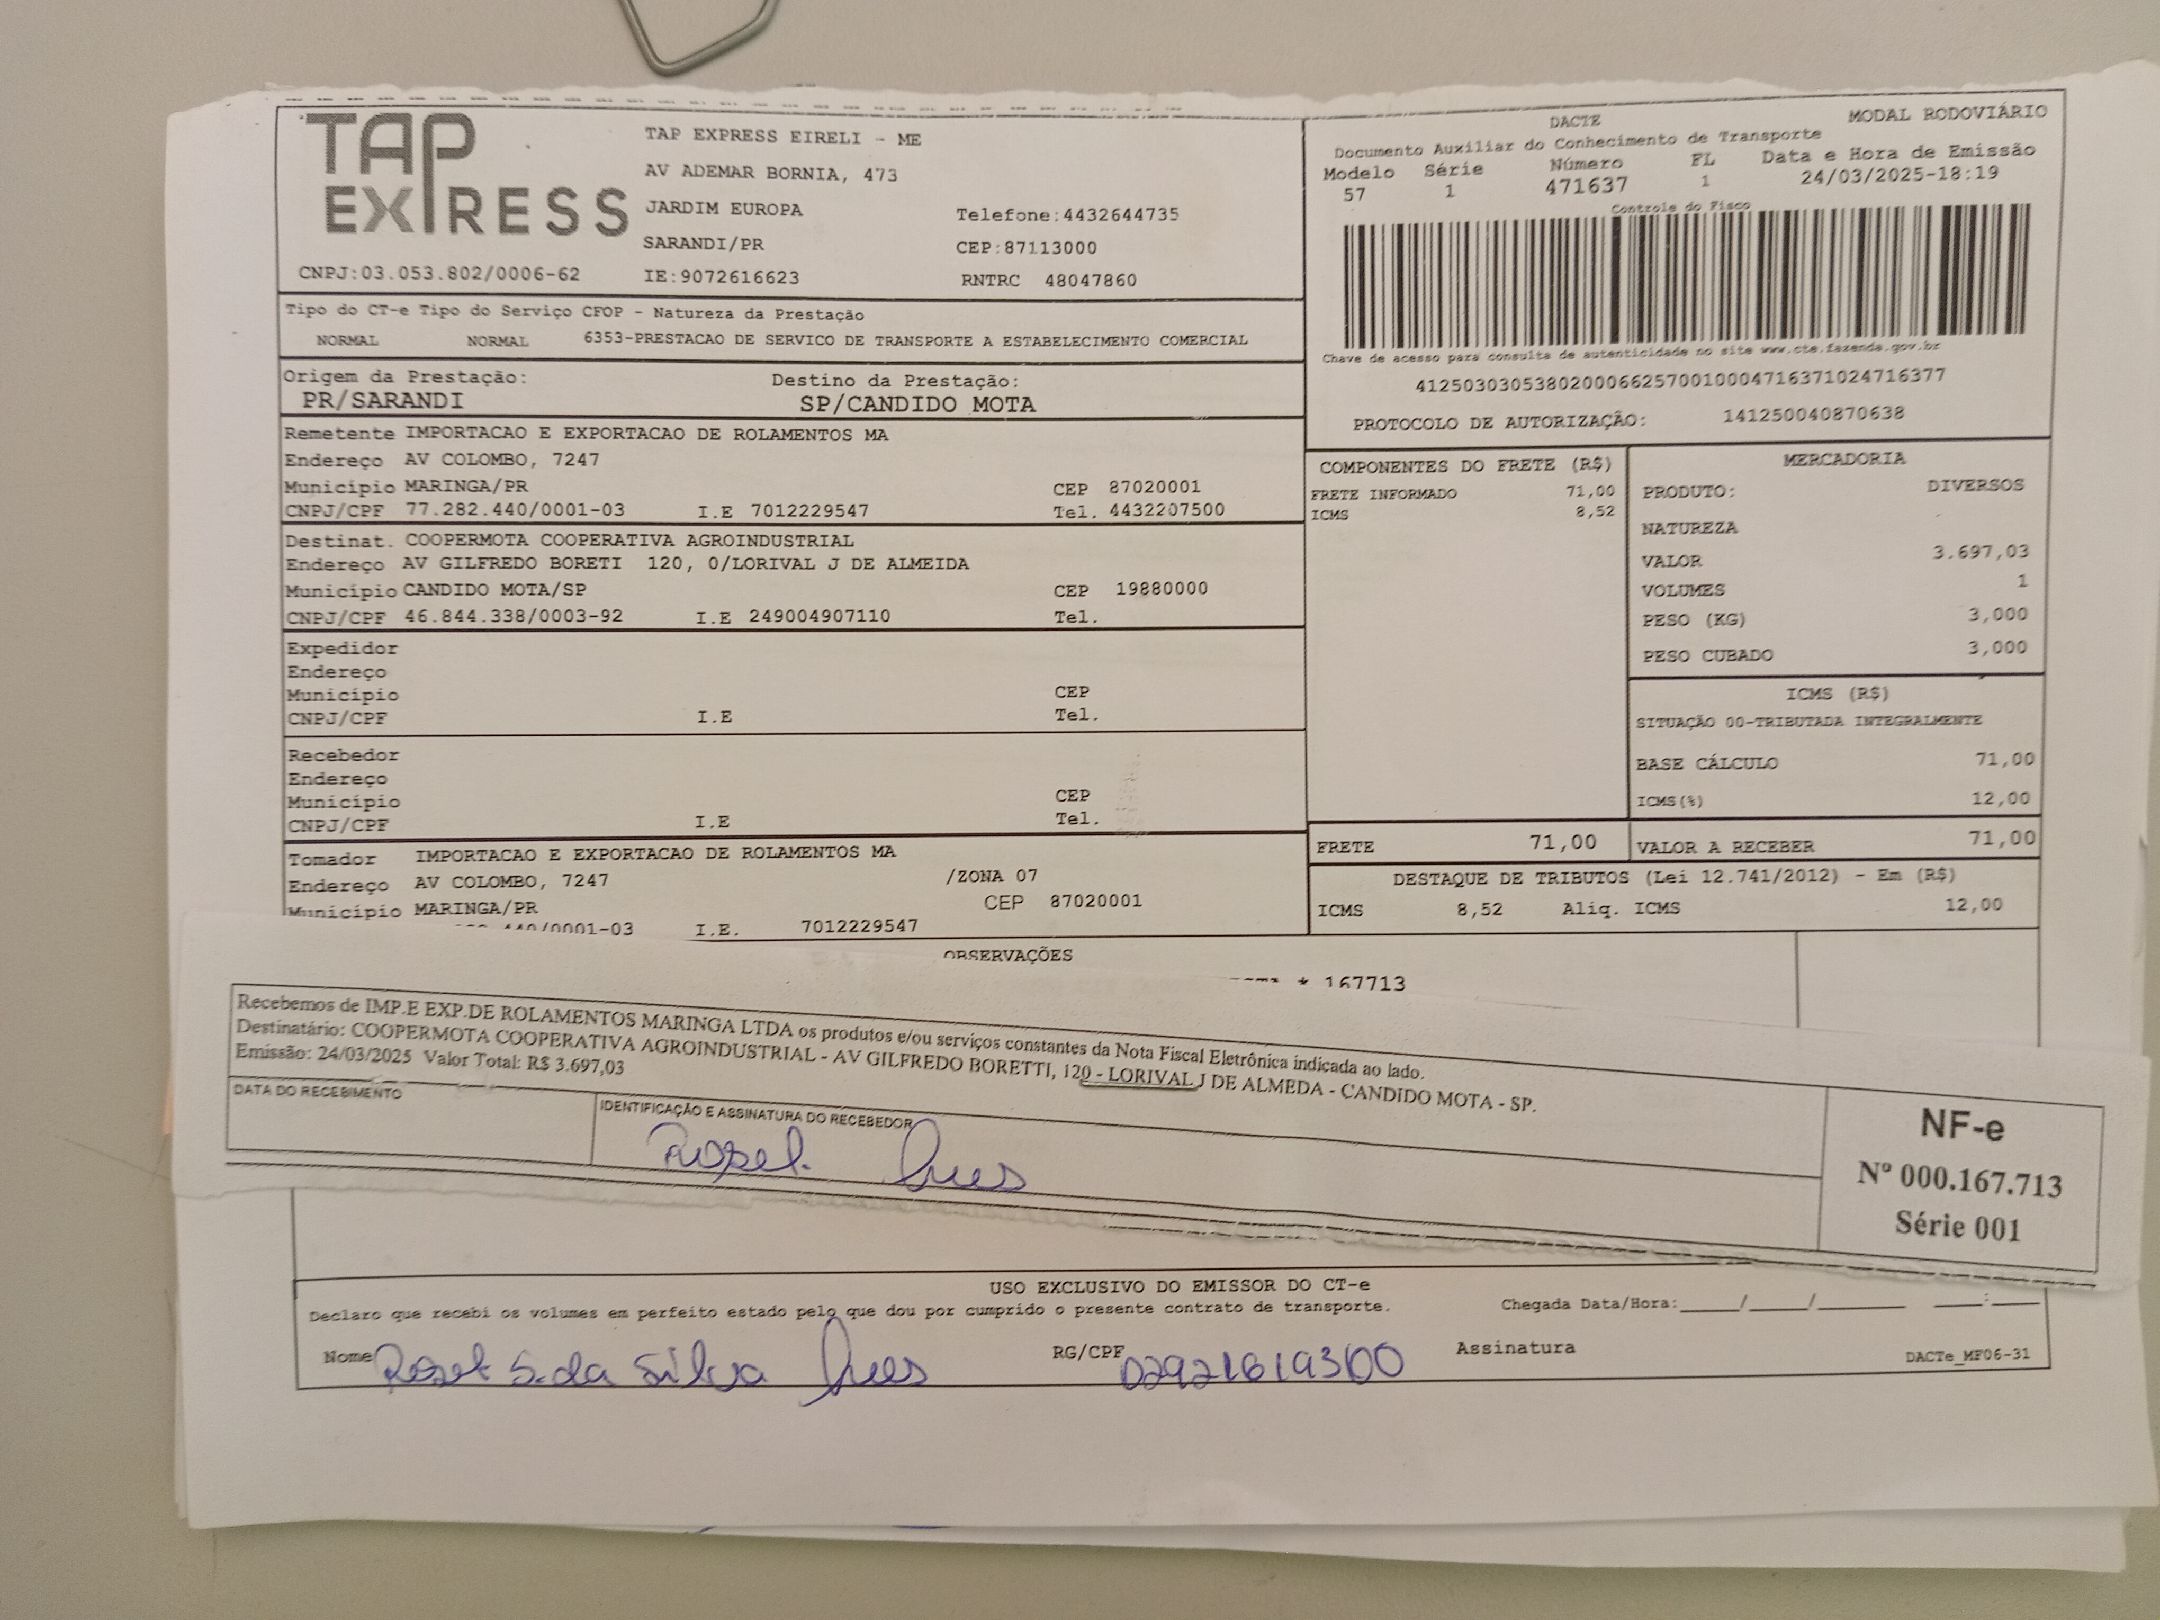 TAP
EXPRESS
TAP EXPRESS EIRELI - ME
AV ADEMAR BORNIA, 473
JARDIM EUROPA Telefone:4432644735
SARANDI/PR CEP:87113000
CNPJ:03.053.802/0006-62 IE:9072616623 RNTRC 48047860
DACTE MODAL RODOVIÁRIO
Documento Auxiliar do Conhecimento de Transporte
Modelo Série Número FL Data e Hora de Emissão
57 1 471637 1 24/03/2025-18:19
Controle do Fisco
Chave de acesso para consulta de autenticidade no site www.cte.fazenda.gov.br
41250303053802000662570010004716371024716377
PROTOCOLO DE AUTORIZAÇÃO: 141250040870638
Tipo do CT-e Tipo do Serviço CFOP - Natureza da Prestação
NORMAL NORMAL 6353-PRESTACAO DE SERVICO DE TRANSPORTE A ESTABELECIMENTO COMERCIAL
Origem da Prestação: Destino da Prestação:
PR/SARANDI SP/CANDIDO MOTA
Remetente IMPORTACAO E EXPORTACAO DE ROLAMENTOS MA
Endereço AV COLOMBO, 7247
Município MARINGA/PR CEP 87020001
CNPJ/CPF 77.282.440/0001-03 I.E 7012229547 Tel. 4432207500
Destinat. COOPERMOTA COOPERATIVA AGROINDUSTRIAL
Endereço AV GILFREDO BORETI 120, 0/LORIVAL J DE ALMEIDA
Município CANDIDO MOTA/SP CEP 19880000
CNPJ/CPF 46.844.338/0003-92 I.E 249004907110 Tel.
Expedidor
Endereço
Município CEP
CNPJ/CPF I.E Tel.
Recebedor
Endereço
Município CEP
CNPJ/CPF I.E Tel.
Tomador IMPORTACAO E EXPORTACAO DE ROLAMENTOS MA
Endereço AV COLOMBO, 7247 /ZONA 07
Município MARINGA/PR CEP 87020001
440/0001-03 I.E. 7012229547
COMPONENTES DO FRETE (R$)
FRETE INFORMADO 71,00
ICMS 8,52
MERCADORIA
PRODUTO: DIVERSOS
NATUREZA
VALOR 3.697,03
VOLUMES 1
PESO (KG) 3,000
PESO CUBADO 3,000
ICMS (R$)
SITUAÇÃO 00-TRIBUTADA INTEGRALMENTE
BASE CÁLCULO 71,00
ICMS(%) 12,00
FRETE 71,00 VALOR A RECEBER 71,00
DESTAQUE DE TRIBUTOS (Lei 12.741/2012) - Em (R$)
ICMS 8,52 Aliq. ICMS 12,00
OBSERVAÇÕES
* 167713
Recebemos de IMP.E EXP.DE ROLAMENTOS MARINGA LTDA os produtos e/ou serviços constantes da Nota Fiscal Eletrônica indicada ao lado.
Destinatário: COOPERMOTA COOPERATIVA AGROINDUSTRIAL - AV GILFREDO BORETTI, 120 - LORIVAL J DE ALMEDA - CANDIDO MOTA - SP.
Emissão: 24/03/2025 Valor Total: R$ 3.697,03
DATA DO RECEBIMENTO IDENTIFICAÇÃO E ASSINATURA DO RECEBEDOR
NF-e
Nº 000.167.713
Série 001
USO EXCLUSIVO DO EMISSOR DO CT-e
Declaro que recebi os volumes em perfeito estado pelo que dou por cumprido o presente contrato de transporte. Chegada Data/Hora:_____/_____/________ ____:____
Nome S. da Silva RG/CPF 02921619300 Assinatura DACTe_MF06-31